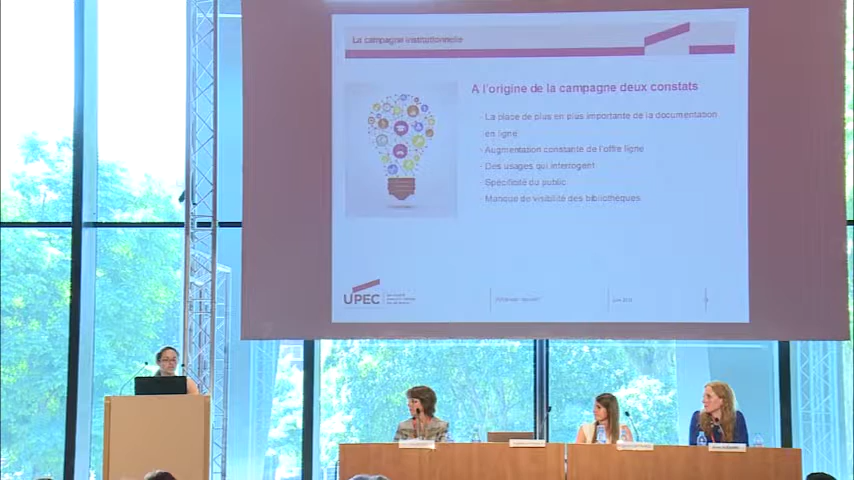 La campagne institutionnelle
A l'origine de la campagne deux constats
- La place de plus en plus importante de la documentation
en ligne
- Augmentation constante de l'offre ligne
- Des usages qui interrogent
- Spécificité du public
- Manque de visibilité des bibliothèques
UPEC